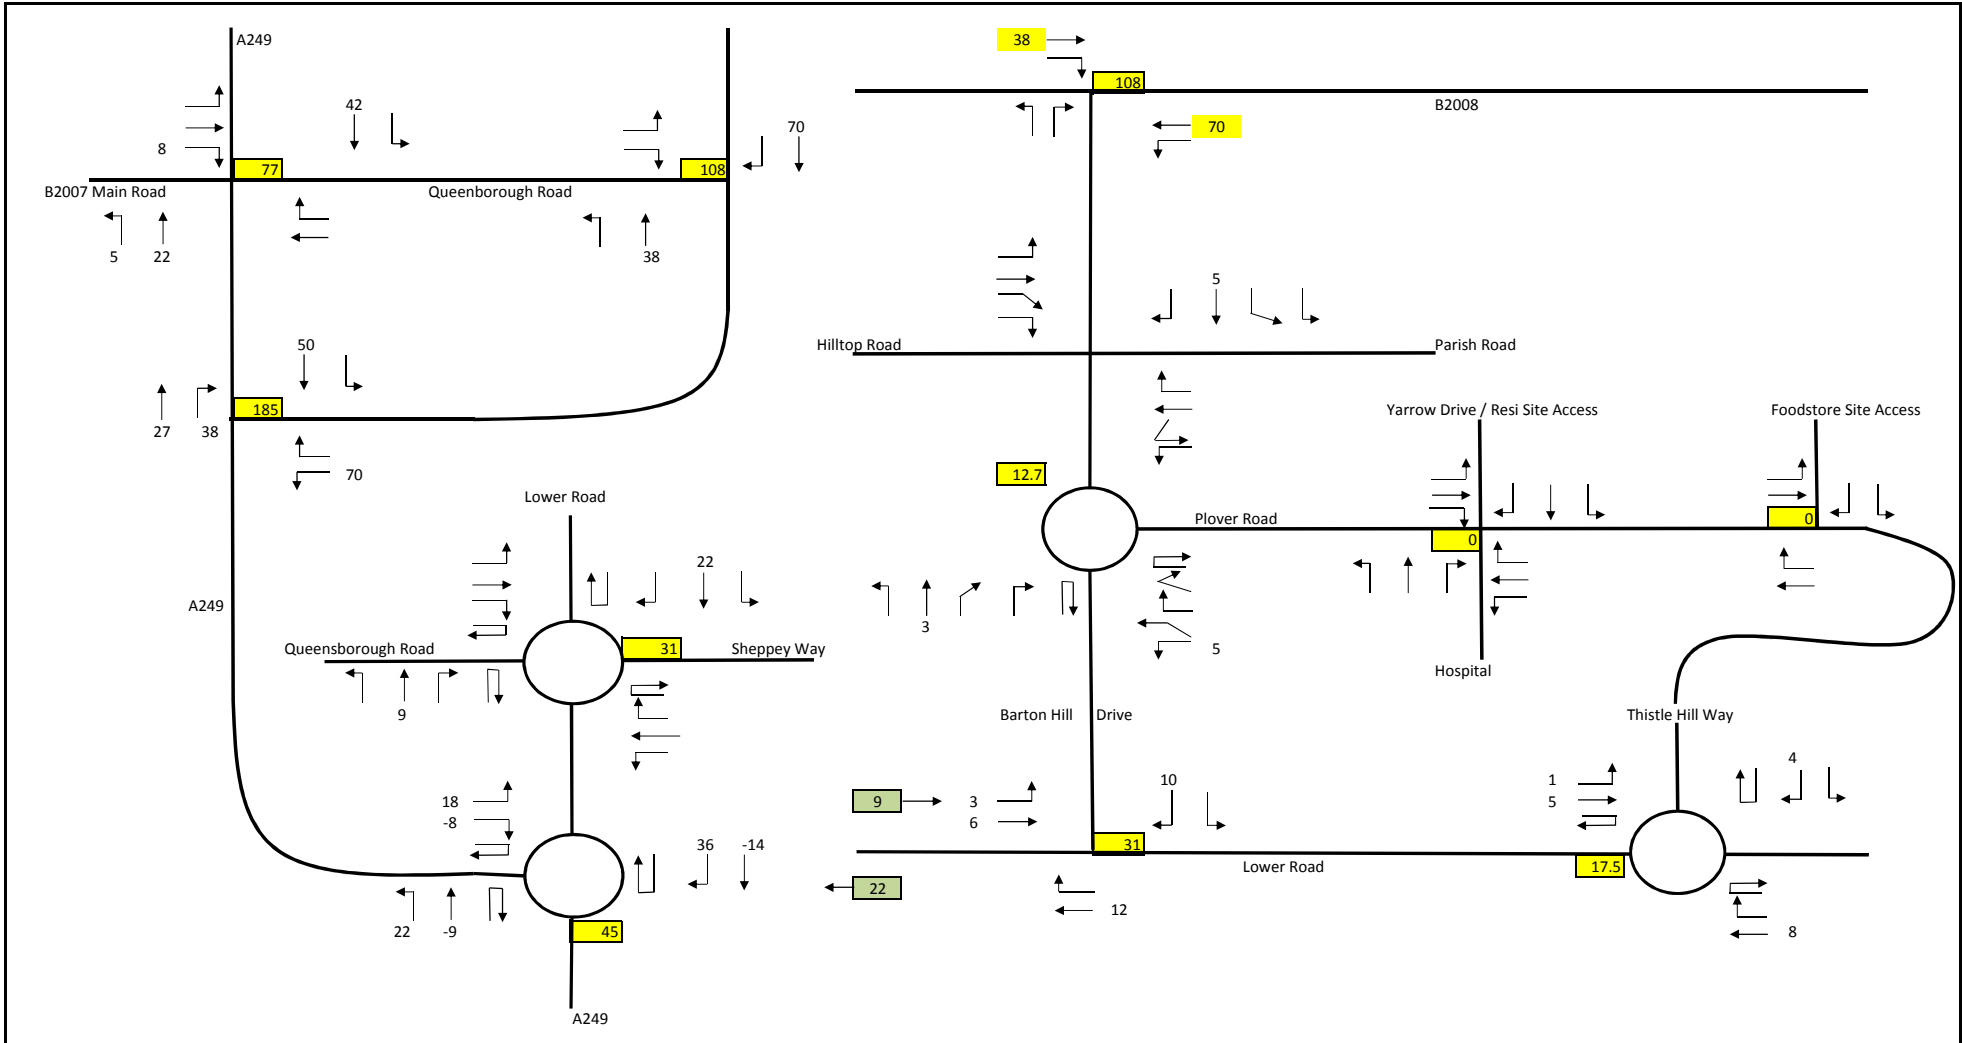 A249
38
108
B2008
42
70
70
8
77
108
B2007 Main Road
Queenborough Road
5
22
38
5
50
Hilltop Road
Parish Road
185
27
38
Yarrow Drive / Resi Site Access
Foodstore Site Access
70
12.7
Lower Road
Plover Road
0
0
22
A249
3
Queensborough Road
31
Sheppey Way
5
Hospital
9
Barton Hill
Drive
Thistle Hill Way
4
10
1
18
9
3
5
-8
6
36
-14
31
Lower Road
17.5
22
12
22
-9
45
8
A249